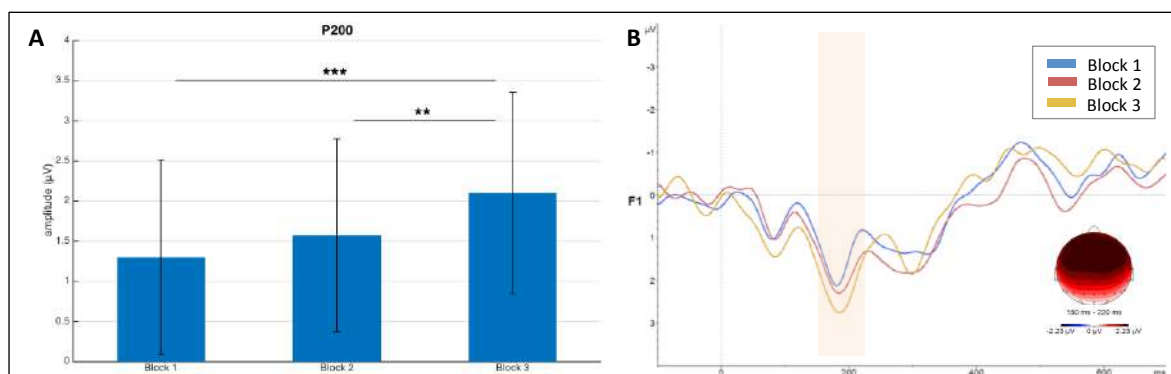 A
P200
4
3.5
3
2.5
2
1.5
1
0.5
0
amplitude (µV)
***
**
Block 1
Block 2
Block 3
B
µV
-3
-2
-1
0
1
2
3
F1
200
400
600
ms
Block 1
Block 2
Block 3
150 ms - 220 ms
-2.23 µV 0 µV 2.23 µV